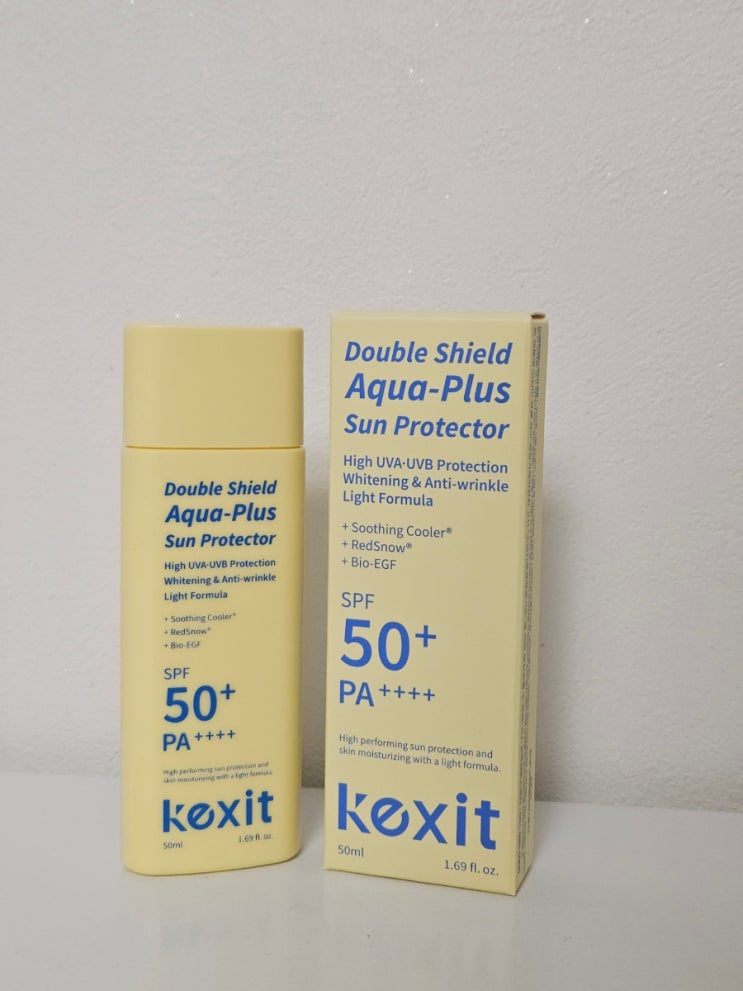 Double Shield
Aqua-Plus
Sun Protector
High UVA·UVB Protection
Whitening & Anti-wrinkle
Light Formula
+ Soothing Cooler®
+ RedSnow®
+ Bio-EGF
SPF
50+
PA++++
High performing sun protection and
skin moisturizing with a light formula
kexit
50ml
1.69 fl. oz.
Double Shield
Aqua-Plus
Sun Protector
High UVA·UVB Protection
Whitening & Anti-wrinkle
Light Formula
+ Soothing Cooler®
+ RedSnow®
+ Bio-EGF
SPF
50+
PA++++
High performing sun protection and
skin moisturizing with a light formula.
kexit
50ml
1.69 fl. oz.